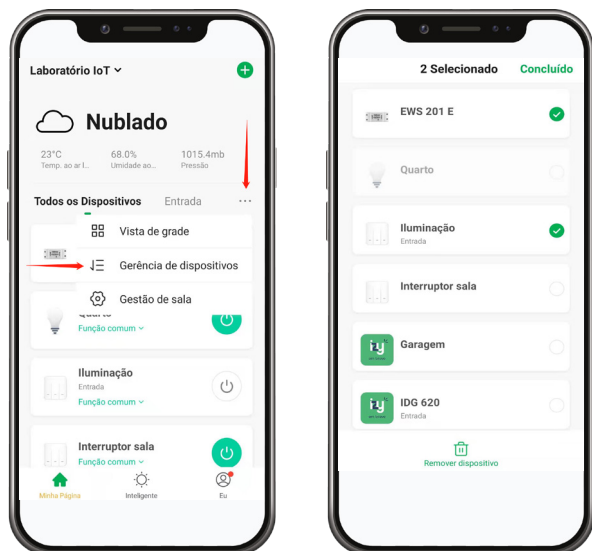 Laboratório IoT
Nublado
23°C 68.0% 1015.4mb
Temp. ao ar l... Umidade ao... Pressão
Todos os Dispositivos Entrada ...
Vista de grade
Gerência de dispositivos
Gestão de sala
Quarto
Função comum
Iluminação
Entrada
Função comum
Interruptor sala
Função comum
Minha Página Inteligente Eu
2 Selecionado Concluído
EWS 201 E
Quarto
Iluminação
Entrada
Interruptor sala
Garagem
IDG 620
Entrada
Remover dispositivo